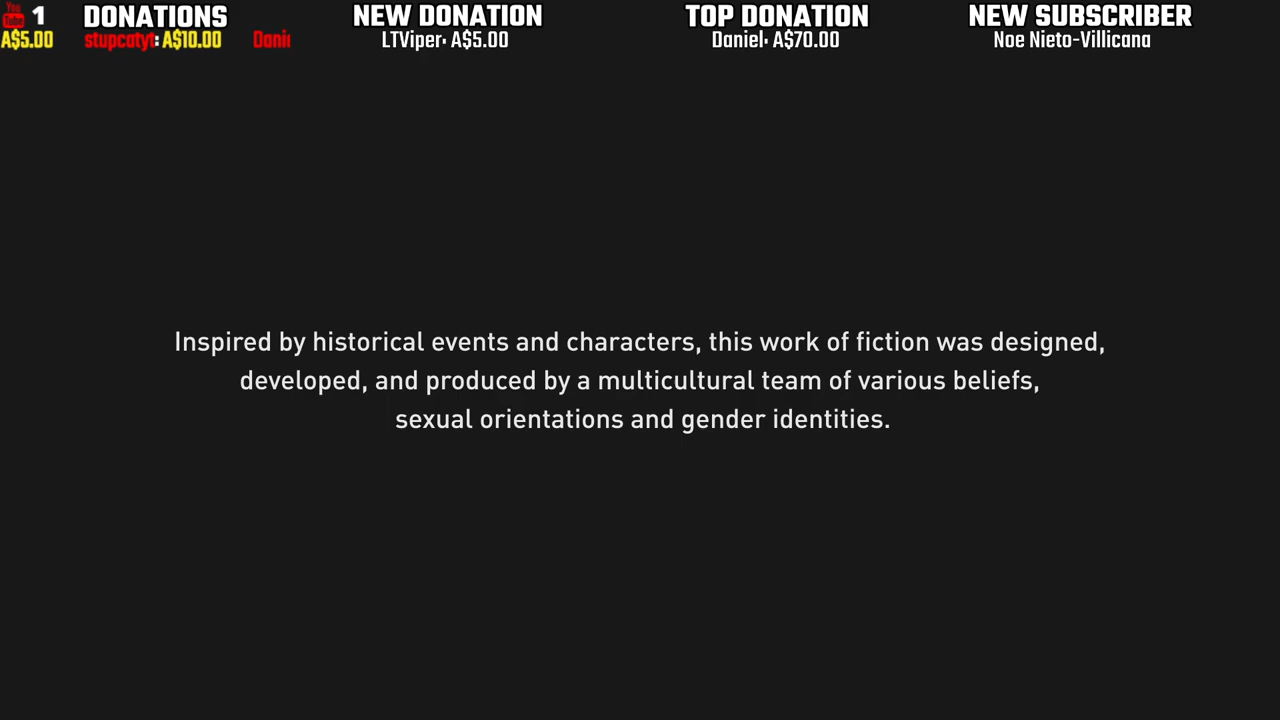 You
Tube
1
DONATIONS
NEW DONATION
TOP DONATION
NEW SUBSCRIBER
A$5.00 stupcatyt: A$10.00
LTViper: A$5.00
Daniel: A$70.00
Noe Nieto-Villicana
Inspired by historical events and characters, this work of fiction was designed,
developed, and produced by a multicultural team of various beliefs,
sexual orientations and gender identities.